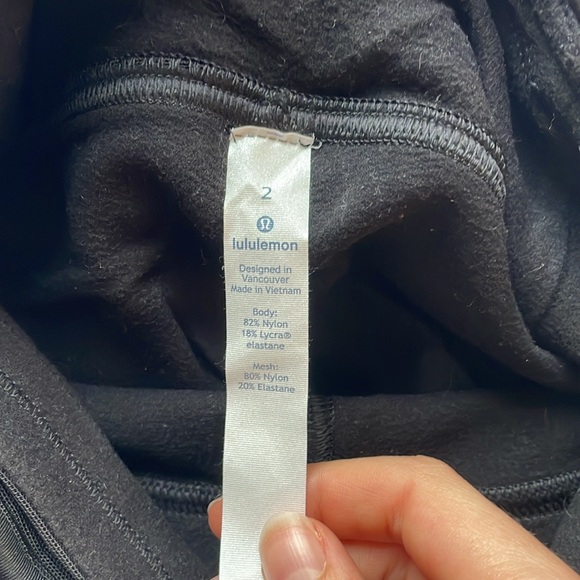 2
lululemon
Designed in
Vancouver
Made in Vietnam
Body:
82% Nylon
18% Lycra®
elastane
Mesh:
80% Nylon
20% Elastane